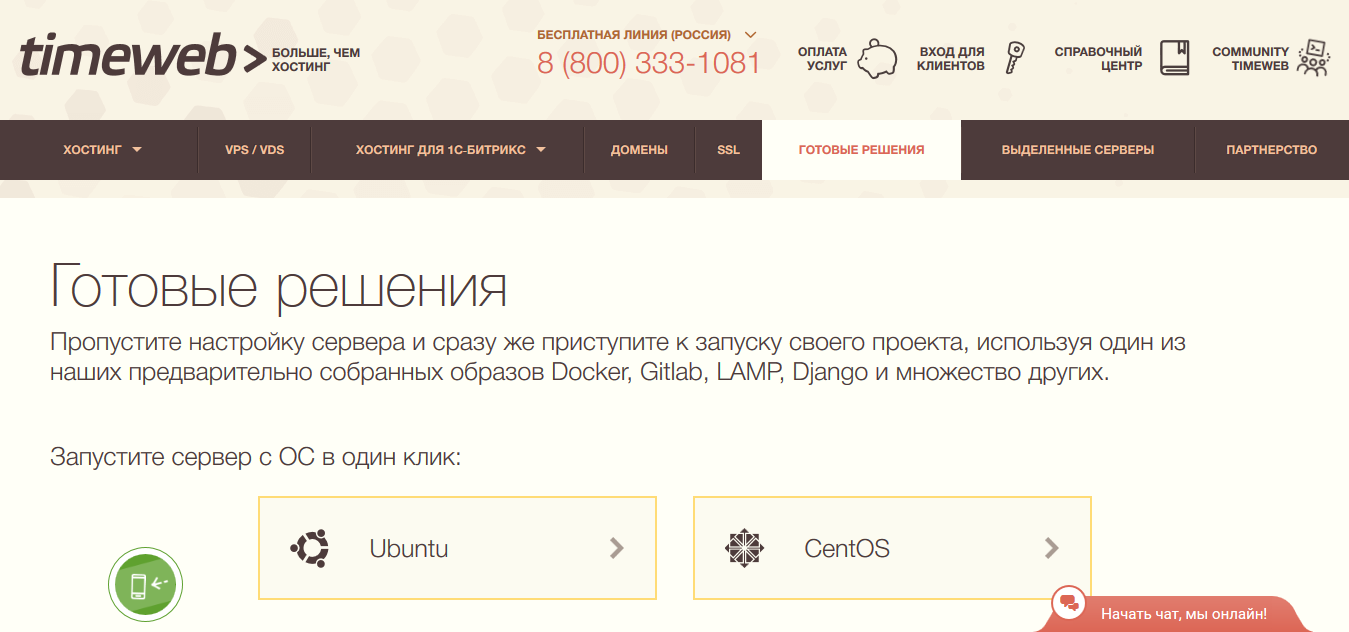 timeweb>
БОЛЬШЕ, ЧЕМ
ХОСТИНГ
БЕСПЛАТНАЯ ЛИНИЯ (РОССИЯ)
8 (800) 333-1081
ОПЛАТА
УСЛУГ
ВХОД ДЛЯ
КЛИЕНТОВ
СПРАВОЧНЫЙ
ЦЕНТР
COMMUNITY
TIMEWEB
ХОСТИНГ
VPS / VDS
ХОСТИНГ ДЛЯ 1С-БИТРИКС
ДОМЕНЫ
SSL
ГОТОВЫЕ РЕШЕНИЯ
ВЫДЕЛЕННЫЕ СЕРВЕРЫ
ПАРТНЕРСТВО
Готовые решения
Пропустите настройку сервера и сразу же приступите к запуску своего проекта, используя один из
наших предварительно собранных образов Docker, Gitlab, LAMP, Django и множество других.
Запустите сервер с ОС в один клик:
Ubuntu
CentOS
Начать чат, мы онлайн!